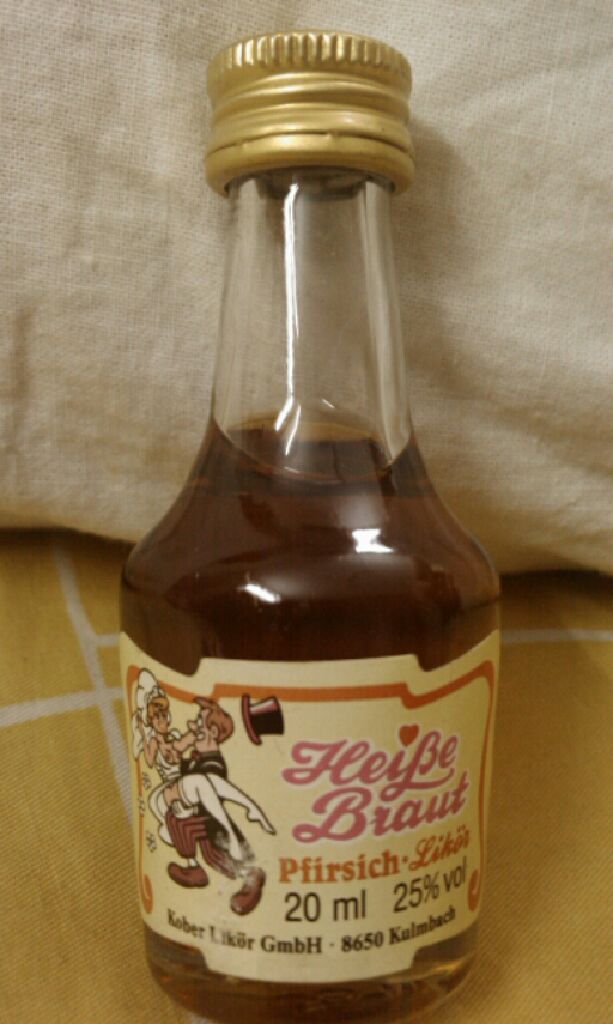 Heiße
Braut
Pfirsich-Likör
20 ml 25% vol
Kober Likör GmbH · 8650 Kulmbach